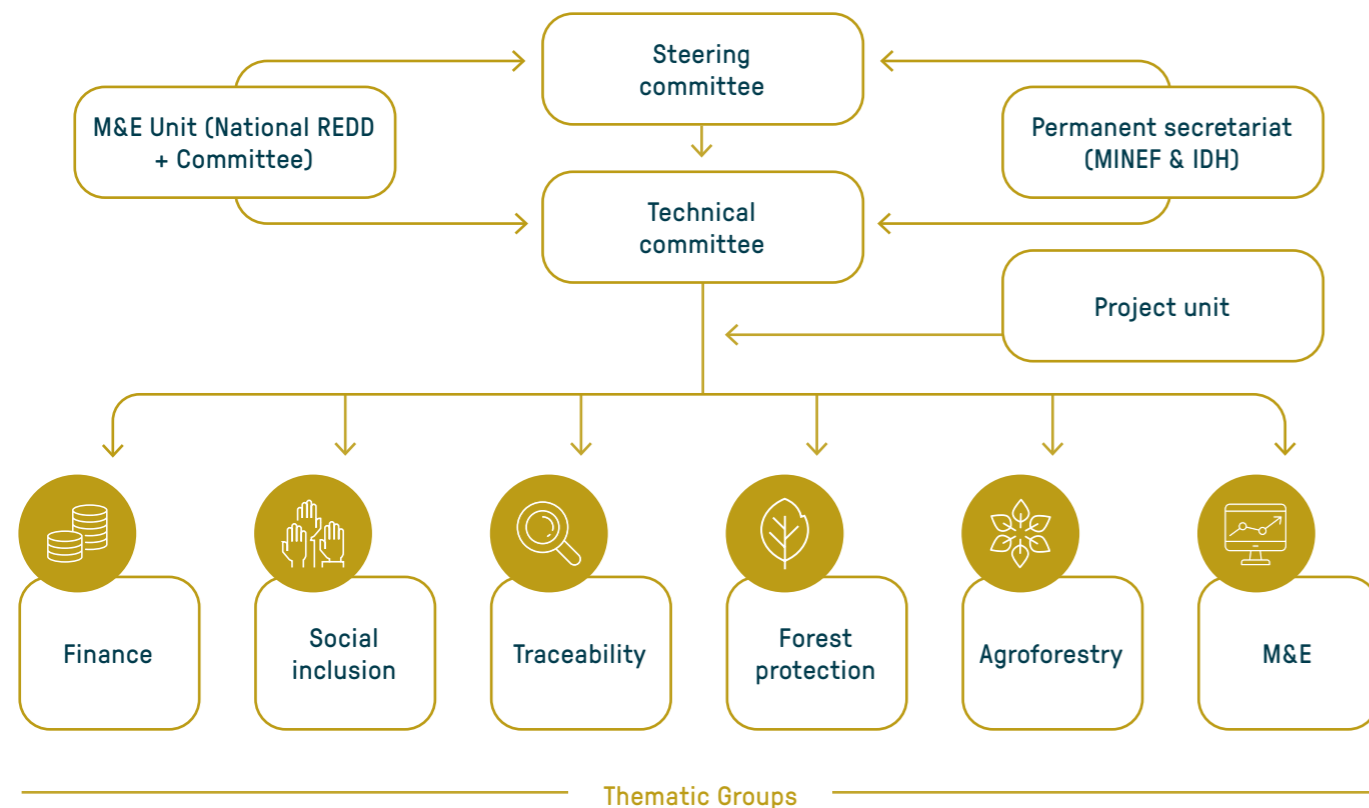 Steering
committee
M&E Unit (National REDD
+ Committee)
Permanent secretariat
(MINEF & IDH)
Technical
committee
Project unit
Finance
Social
inclusion
Traceability
Forest
protection
Agroforestry
M&E
Thematic Groups